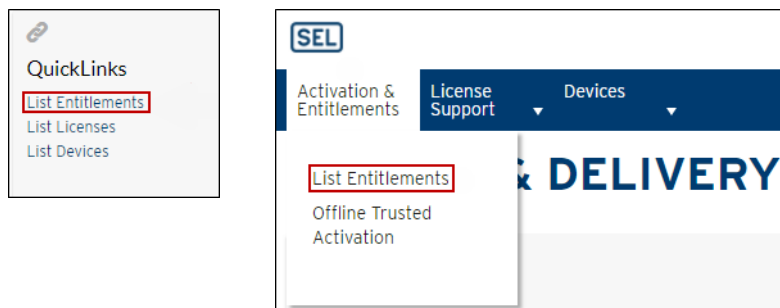 QuickLinks
List Entitlements
List Licenses
List Devices
SEL
Activation &
Entitlements
License
Support
Devices
List Entitlements
Offline Trusted
Activation
& DELIVERY